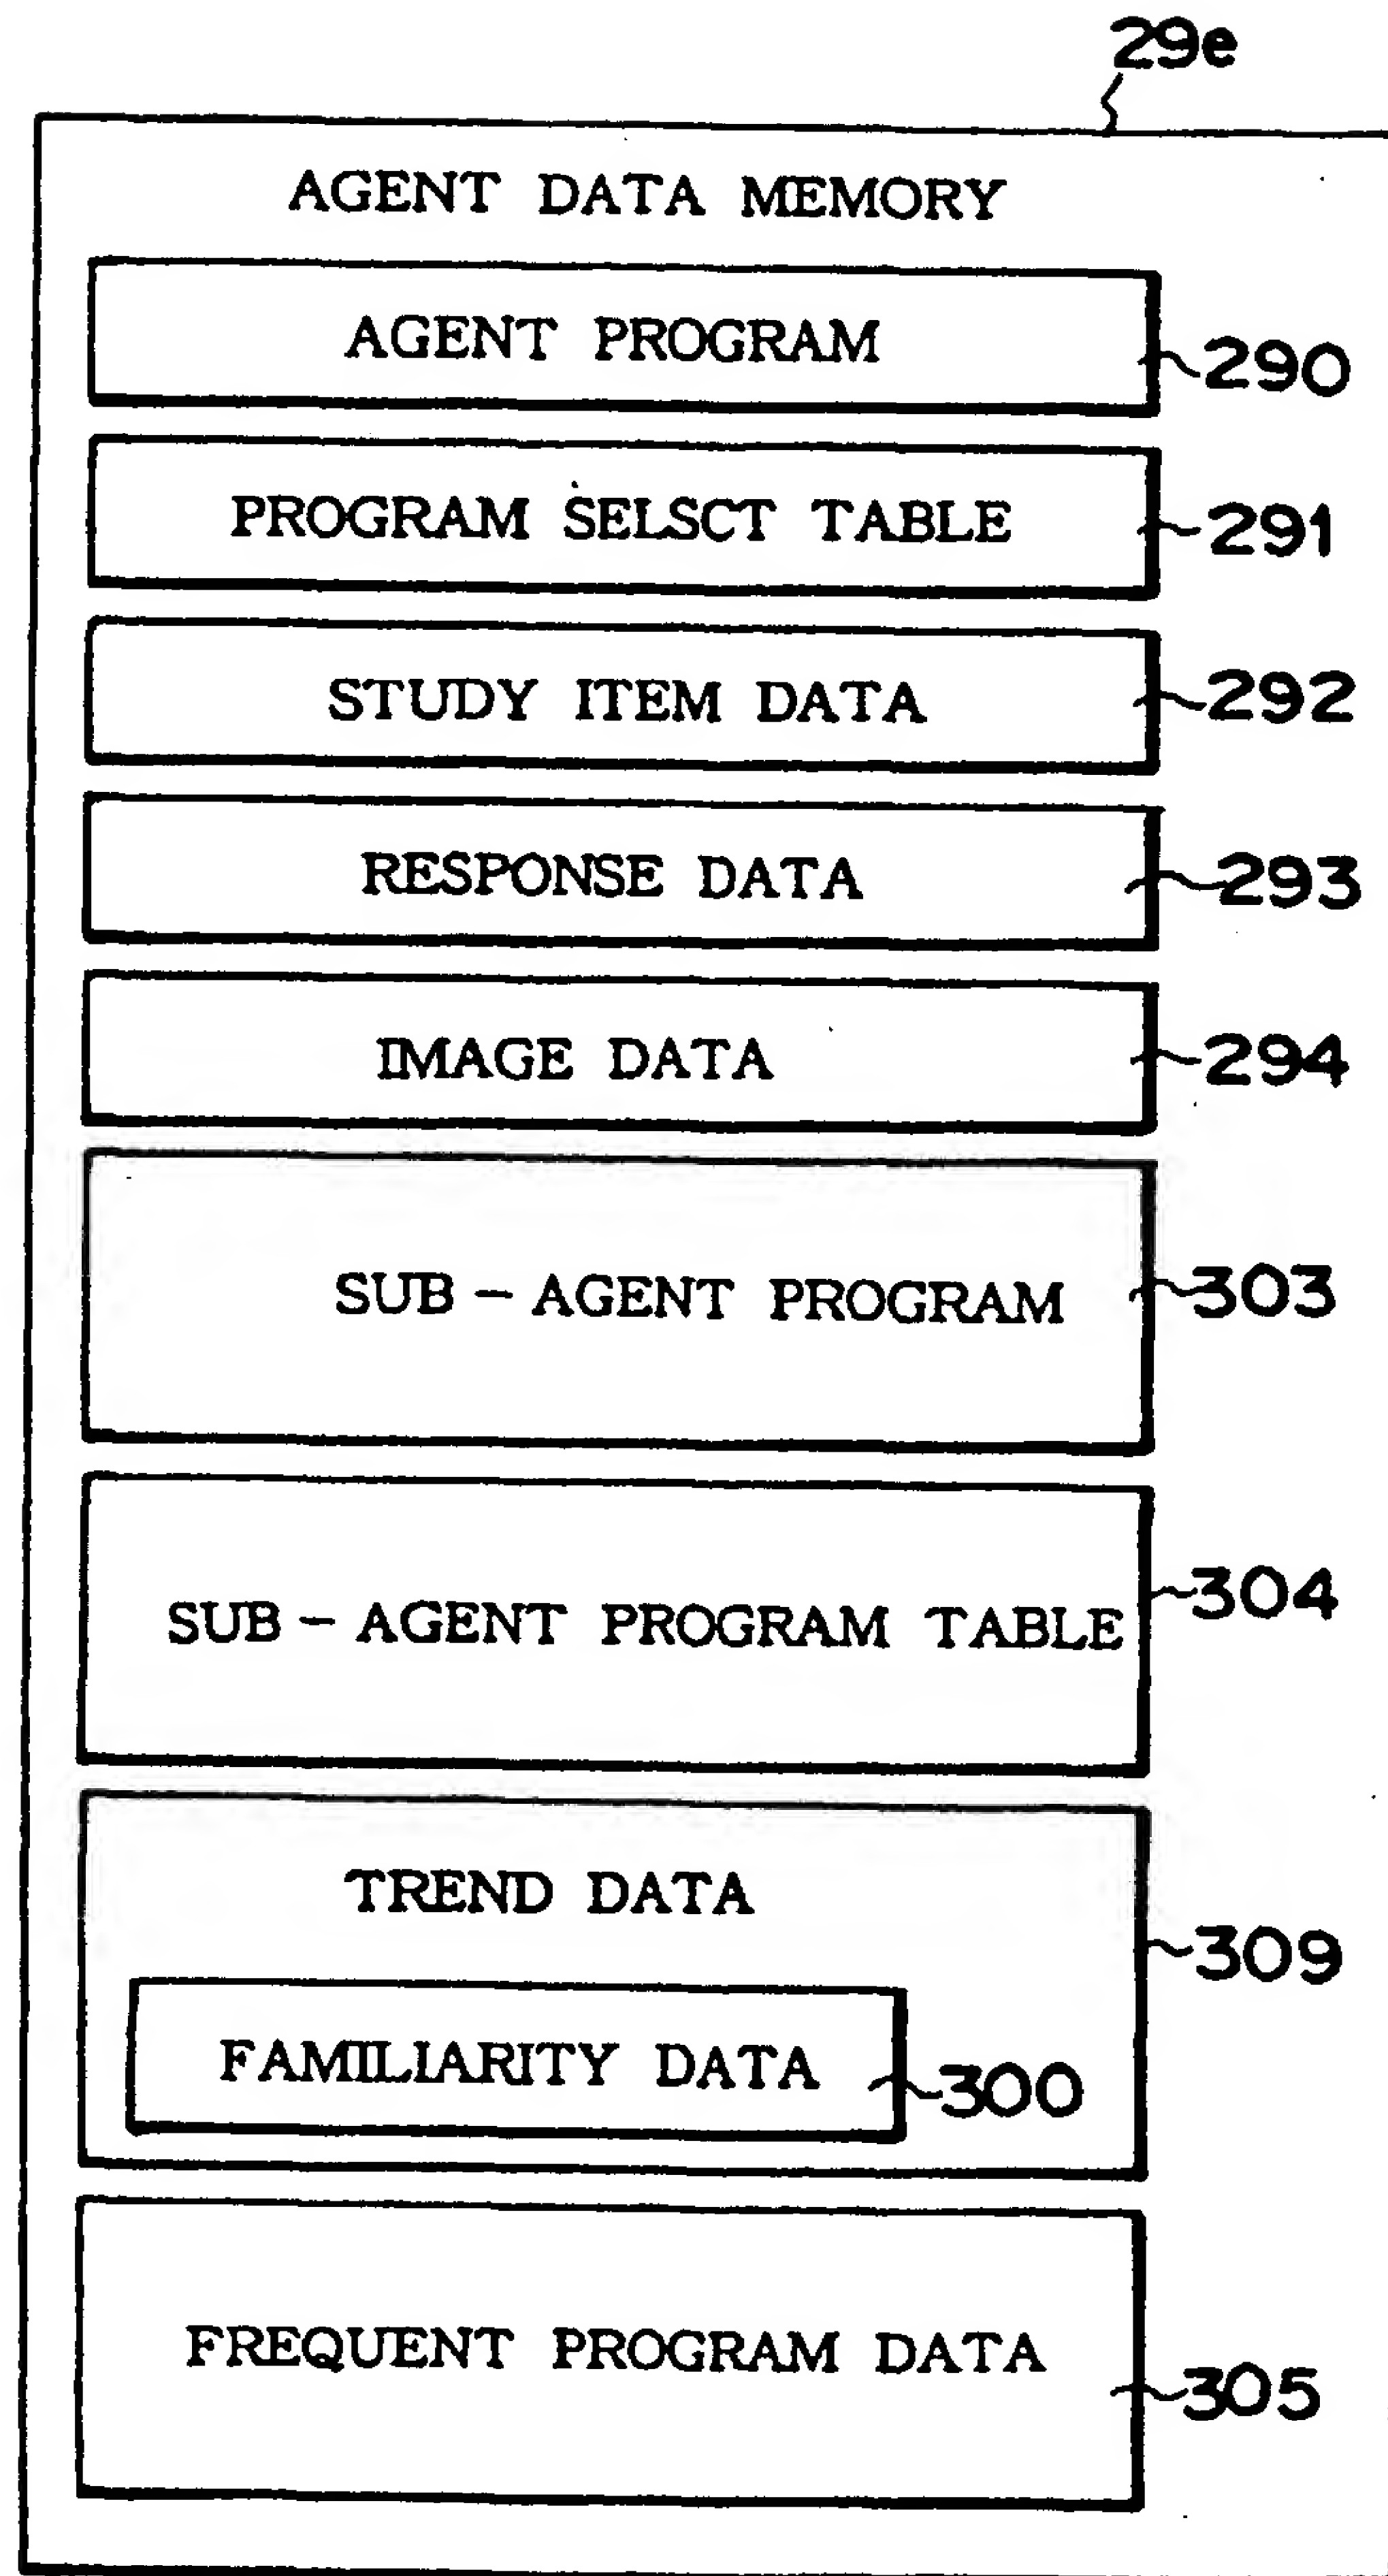 29e
AGENT DATA MEMORY
AGENT PROGRAM
290
PROGRAM SELSCT TABLE
291
STUDY ITEM DATA
292
RESPONSE DATA
293
IMAGE DATA
294
SUB - AGENT PROGRAM
303
SUB - AGENT PROGRAM TABLE
304
TREND DATA
309
FAMILIARITY DATA
300
FREQUENT PROGRAM DATA
305